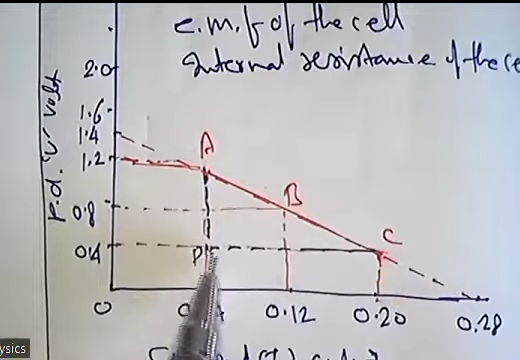 e.m.f of the cell
Internal resistance of the ce
p.d. 'v' volt
2.0
1.6
1.4
1.2
0.8
0.4
A
B
C
P
0
0.12
0.20
0.28
ysics